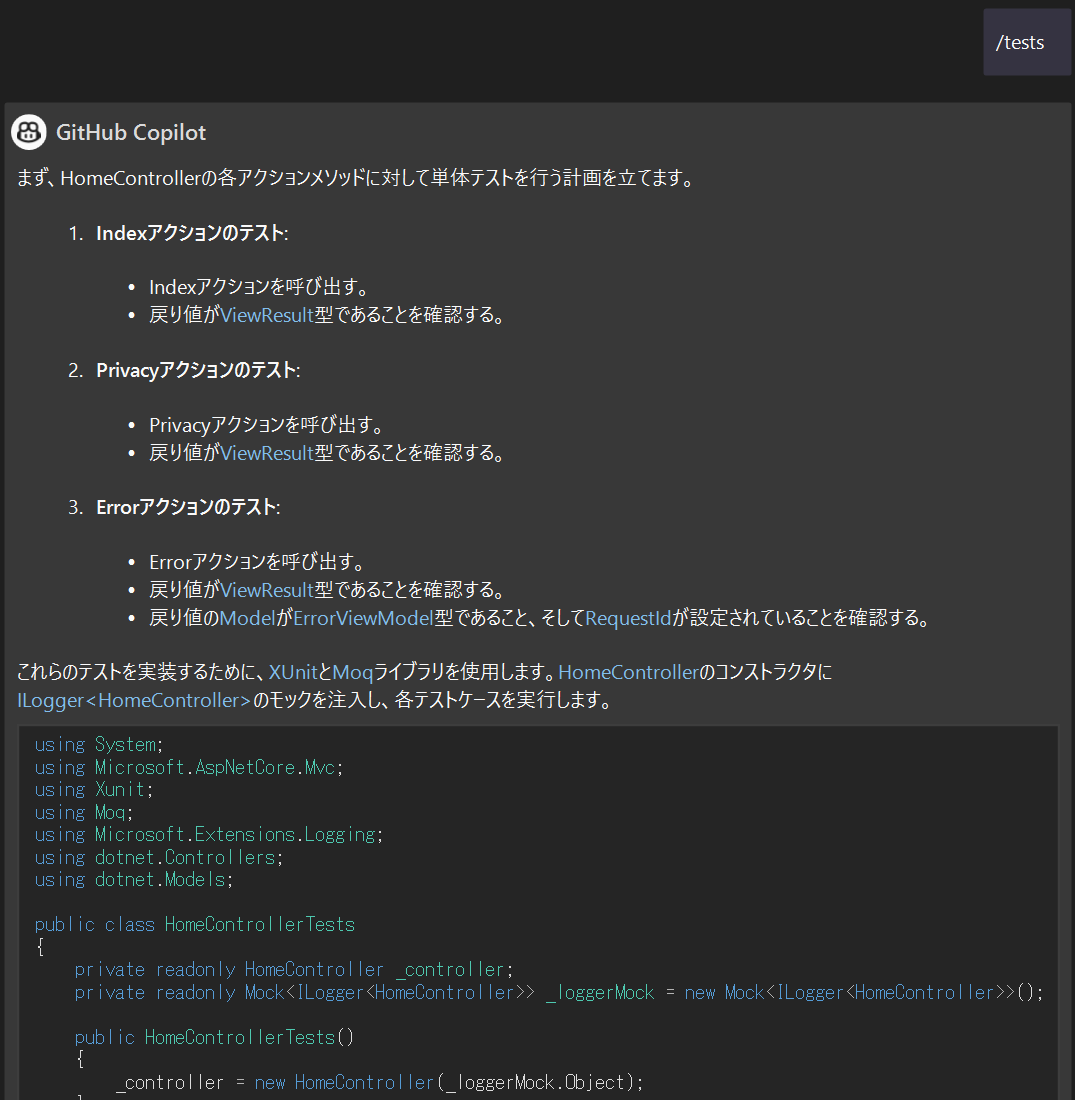 /tests
GitHub Copilot
まず、HomeControllerの各アクションメソッドに対して単体テストを行う計画を立てます。
1. Indexアクションのテスト:
• Indexアクションを呼び出す。
• 戻り値がViewResult型であることを確認する。
2. Privacyアクションのテスト:
• Privacyアクションを呼び出す。
• 戻り値がViewResult型であることを確認する。
3. Errorアクションのテスト:
• Errorアクションを呼び出す。
• 戻り値がViewResult型であることを確認する。
• 戻り値のModelがErrorViewModel型であること、そしてRequestIdが設定されていることを確認する。
これらのテストを実装するために、XUnitとMoqライブラリを使用します。HomeControllerのコンストラクタに
ILogger<HomeController>のモックを注入し、各テストケースを実行します。
using System;
using Microsoft.AspNetCore.Mvc;
using Xunit;
using Moq;
using Microsoft.Extensions.Logging;
using dotnet.Controllers;
using dotnet.Models;
public class HomeControllerTests
{
private readonly HomeController _controller;
private readonly Mock<ILogger<HomeController>> _loggerMock = new Mock<ILogger<HomeController>>();
public HomeControllerTests()
{
_controller = new HomeController(_loggerMock.Object);